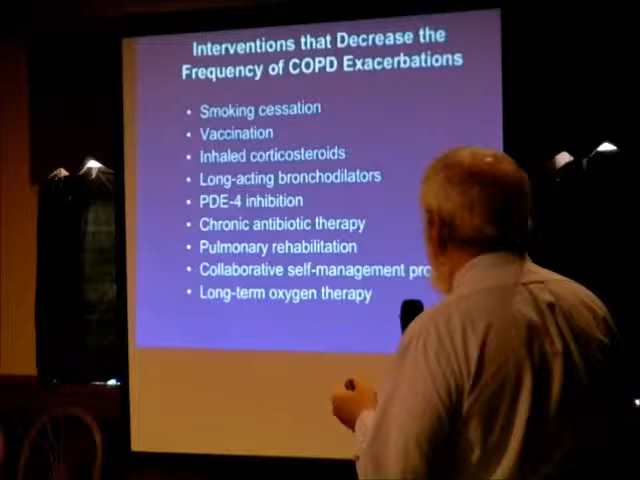 Interventions that Decrease the
Frequency of COPD Exacerbations
• Smoking cessation
• Vaccination
• Inhaled corticosteroids
• Long-acting bronchodilators
• PDE-4 inhibition
• Chronic antibiotic therapy
• Pulmonary rehabilitation
• Collaborative self-management pro
• Long-term oxygen therapy